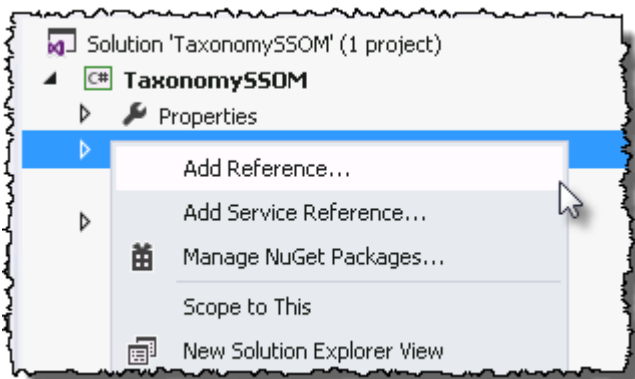 Solution 'TaxonomySSOM' (1 project)
C# TaxonomySSOM
Properties
Add Reference...
Add Service Reference...
Manage NuGet Packages...
Scope to This
New Solution Explorer View